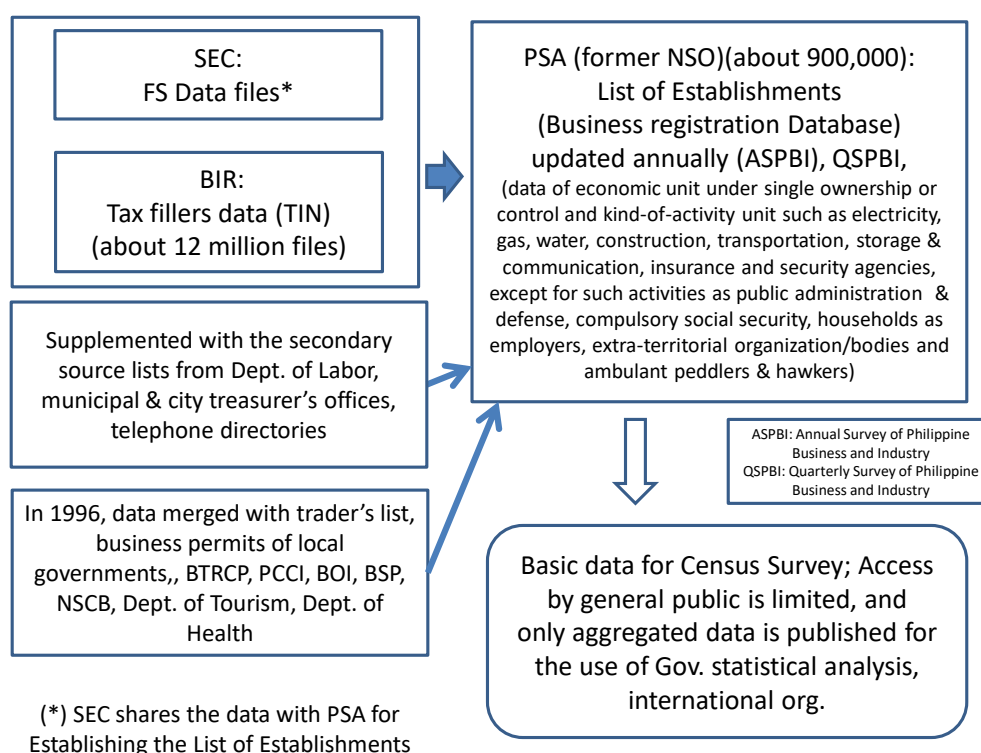 SEC:
FS Data files*
BIR:
Tax fillers data (TIN)
(about 12 million files)
Supplemented with the secondary
source lists from Dept. of Labor,
municipal & city treasurer's offices,
telephone directories
In 1996, data merged with trader's list,
business permits of local
governments,, BTRCP, PCCI, BOI, BSP,
NSCB, Dept. of Tourism, Dept. of
Health
(*) SEC shares the data with PSA for
Establishing the List of Establishments
PSA (former NSO)(about 900,000):
List of Establishments
(Business registration Database)
updated annually (ASPBI), QSPBI,
(data of economic unit under single ownership or
control and kind-of-activity unit such as electricity,
gas, water, construction, transportation, storage &
communication, insurance and security agencies,
except for such activities as public administration &
defense, compulsory social security, households as
employers, extra-territorial organization/bodies and
ambulant peddlers & hawkers)
ASPBI: Annual Survey of Philippine
Business and Industry
QSPBI: Quarterly Survey of Philippine
Business and Industry
Basic data for Census Survey; Access
by general public is limited, and
only aggregated data is published for
the use of Gov. statistical analysis,
international org.